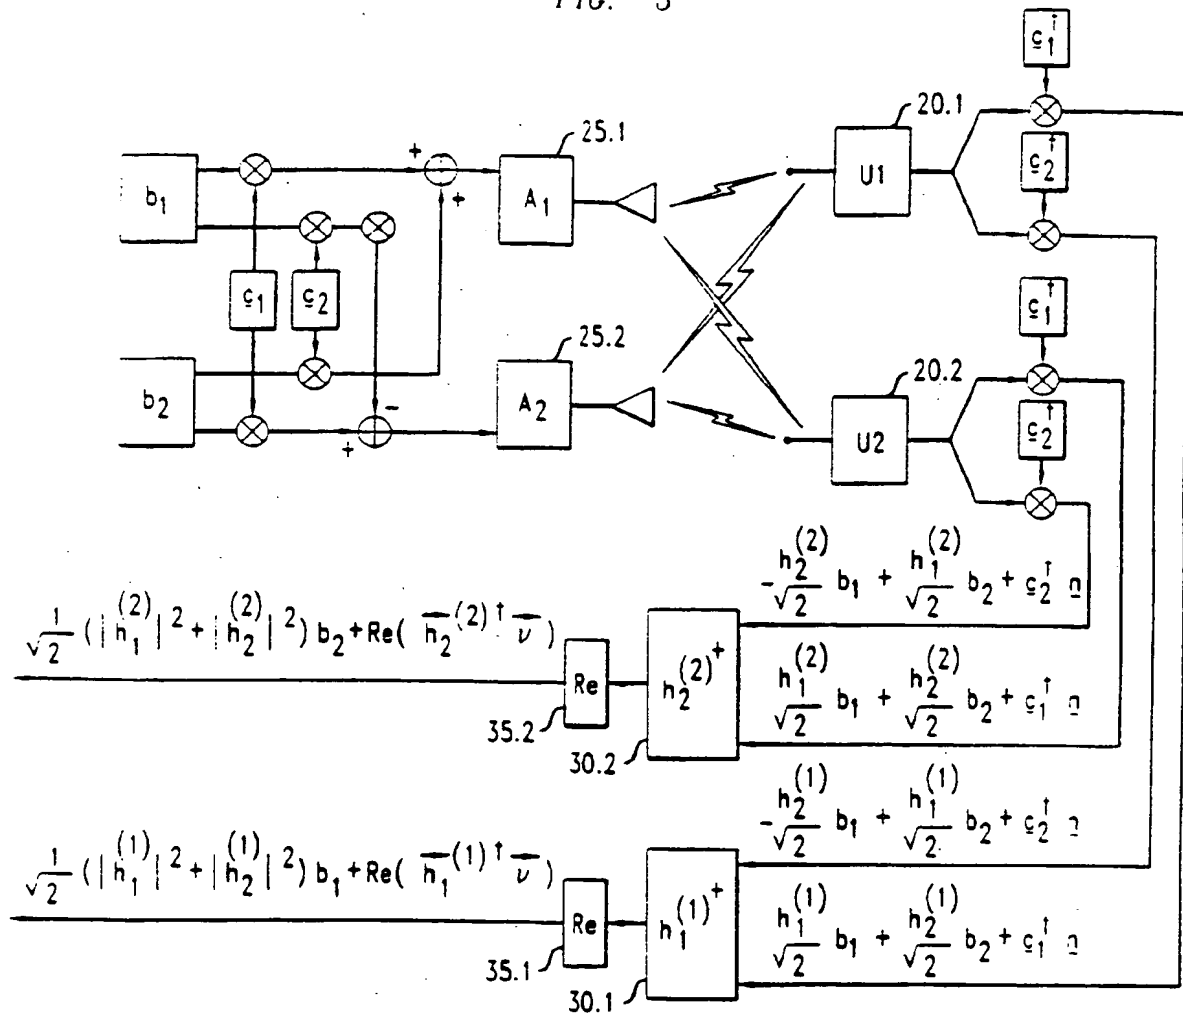 FIG.
c₁†
25.1
20.1
b₁
+
+
A₁
U1
c₂†
c₁
c₂
c₁†
25.2
20.2
b₂
-
+
A₂
U2
c₂†
-h₂⁽²⁾/√2 b₁ + h₁⁽²⁾/√2 b₂ + c₂† n
1/√2 (|h₁⁽²⁾|² + |h₂⁽²⁾|²) b₂ + Re( h₂⁽²⁾† ν )
Re
h₂⁽²⁾⁺
h₁⁽²⁾/√2 b₁ + h₂⁽²⁾/√2 b₂ + c₁† n
35.2
30.2
-h₂⁽¹⁾/√2 b₁ + h₁⁽¹⁾/√2 b₂ + c₂† n
1/√2 (|h₁⁽¹⁾|² + |h₂⁽¹⁾|²) b₁ + Re( h₁⁽¹⁾† ν )
Re
h₁⁽¹⁾⁺
h₁⁽¹⁾/√2 b₁ + h₂⁽¹⁾/√2 b₂ + c₁† n
35.1
30.1